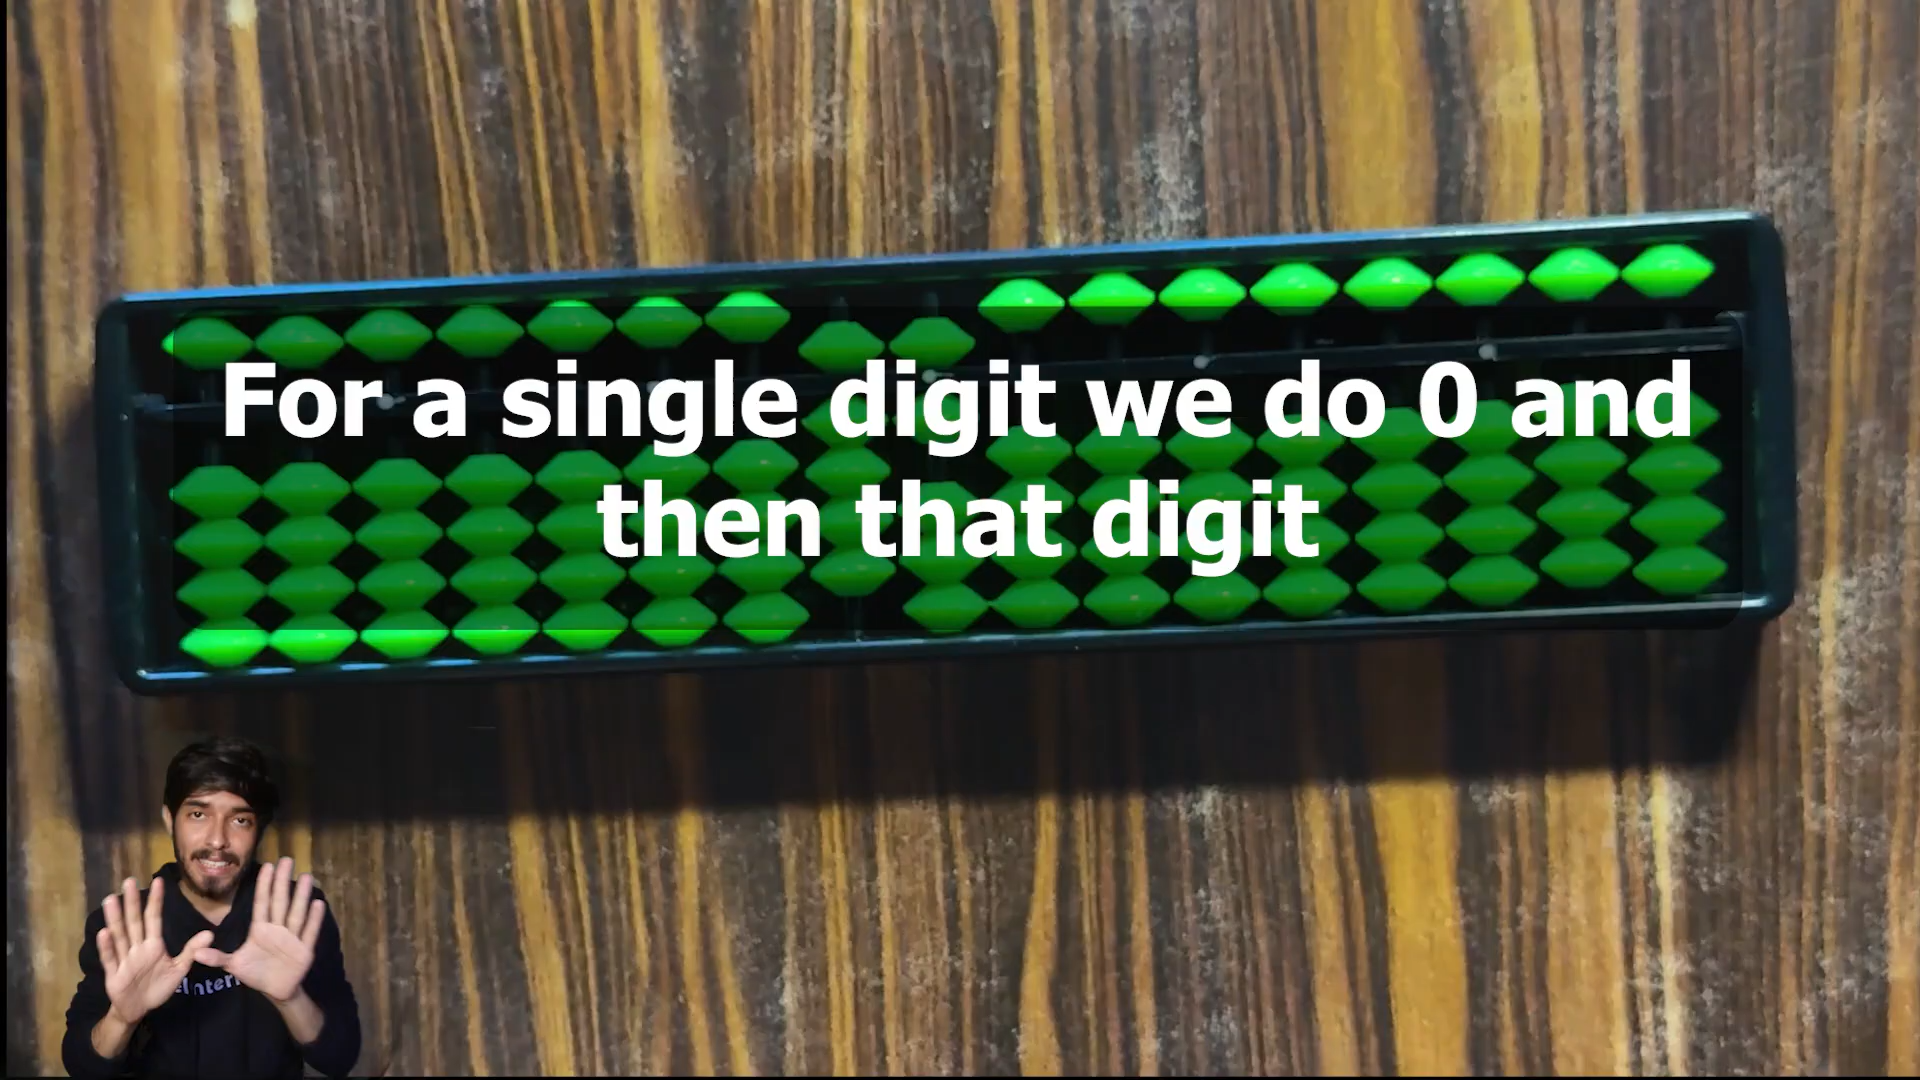 For a single digit we do 0 and
then that digit